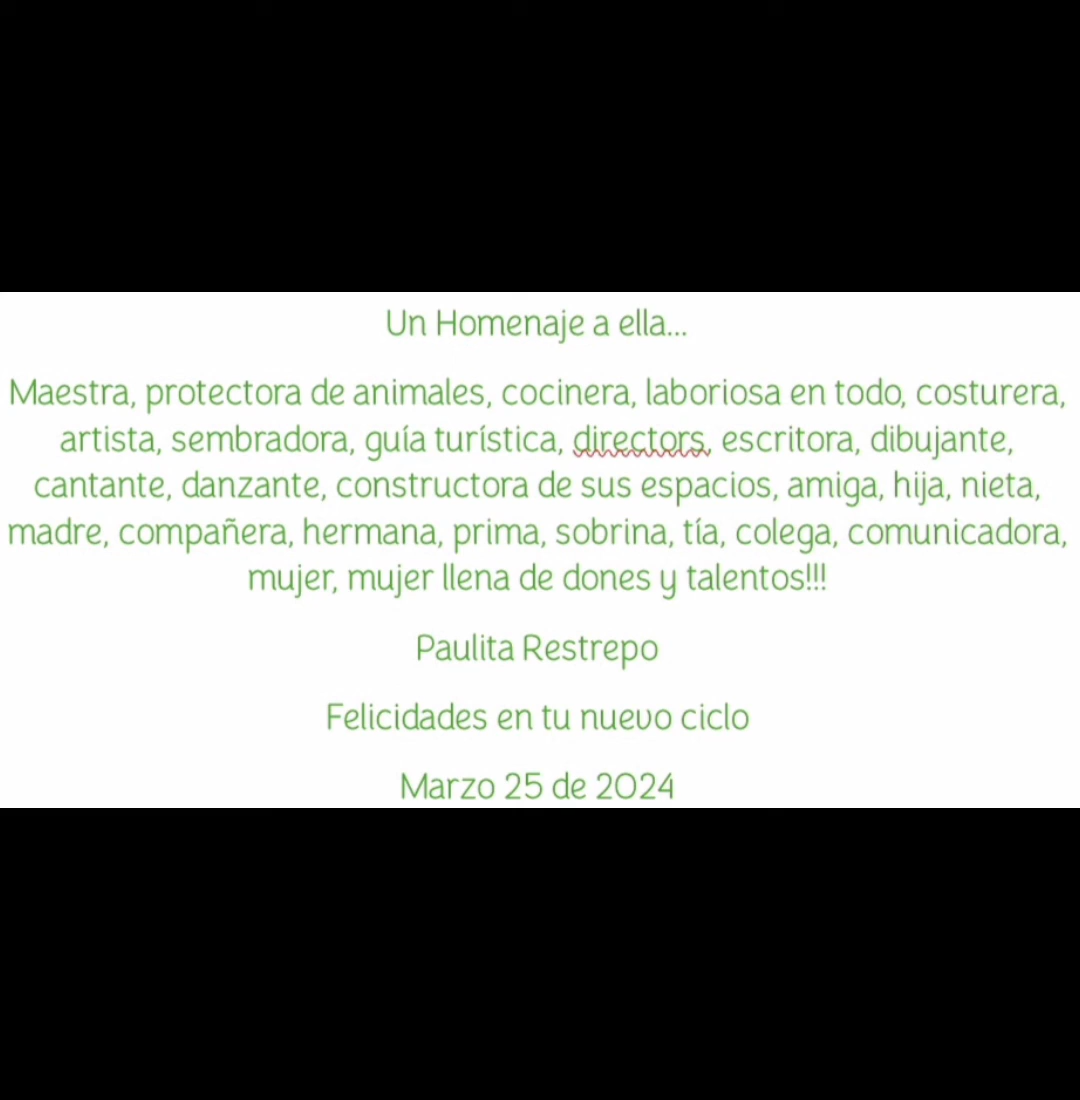 Un Homenaje a ella...
Maestra, protectora de animales, cocinera, laboriosa en todo, costurera,
artista, sembradora, guía turística, directors, escritora, dibujante,
cantante, danzante, constructora de sus espacios, amiga, hija, nieta,
madre, compañera, hermana, prima, sobrina, tía, colega, comunicadora,
mujer, mujer llena de dones y talentos!!!
Paulita Restrepo
Felicidades en tu nuevo ciclo
Marzo 25 de 2024